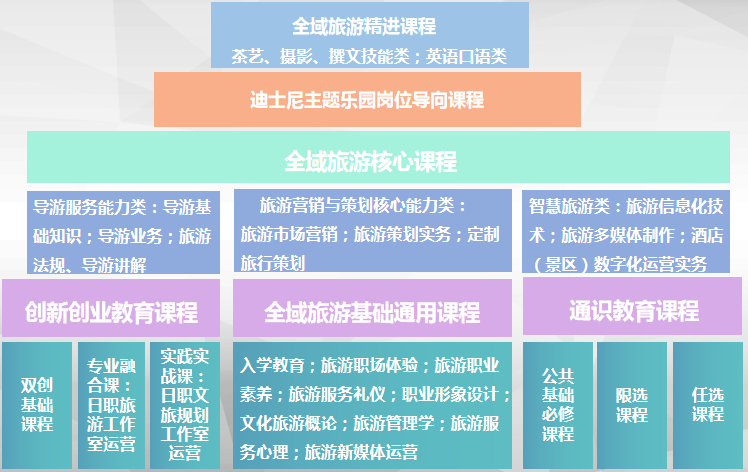 全域旅游精进课程
茶艺、摄影、撰文技能类；英语口语类
迪士尼主题乐园岗位导向课程
全域旅游核心课程
导游服务能力类：导游基
础知识；导游业务；旅游
法规、导游讲解
旅游营销与策划核心能力类：
旅游市场营销；旅游策划实务；定制
旅行策划
智慧旅游类：旅游信息化技
术；旅游多媒体制作；酒店
（景区）数字化运营实务
创新创业教育课程
全域旅游基础通用课程
通识教育课程
双创
基础
课程
专业融
合课：
日职旅
游工作
室运营
实践实
战课：
日职文
旅规划
工作室
运营
入学教育；旅游职场体验；旅游职业
素养；旅游服务礼仪；职业形象设计；
文化旅游概论；旅游管理学；旅游服
务心理；旅游新媒体运营
公共
基础
必修
课程
限选
课程
任选
课程